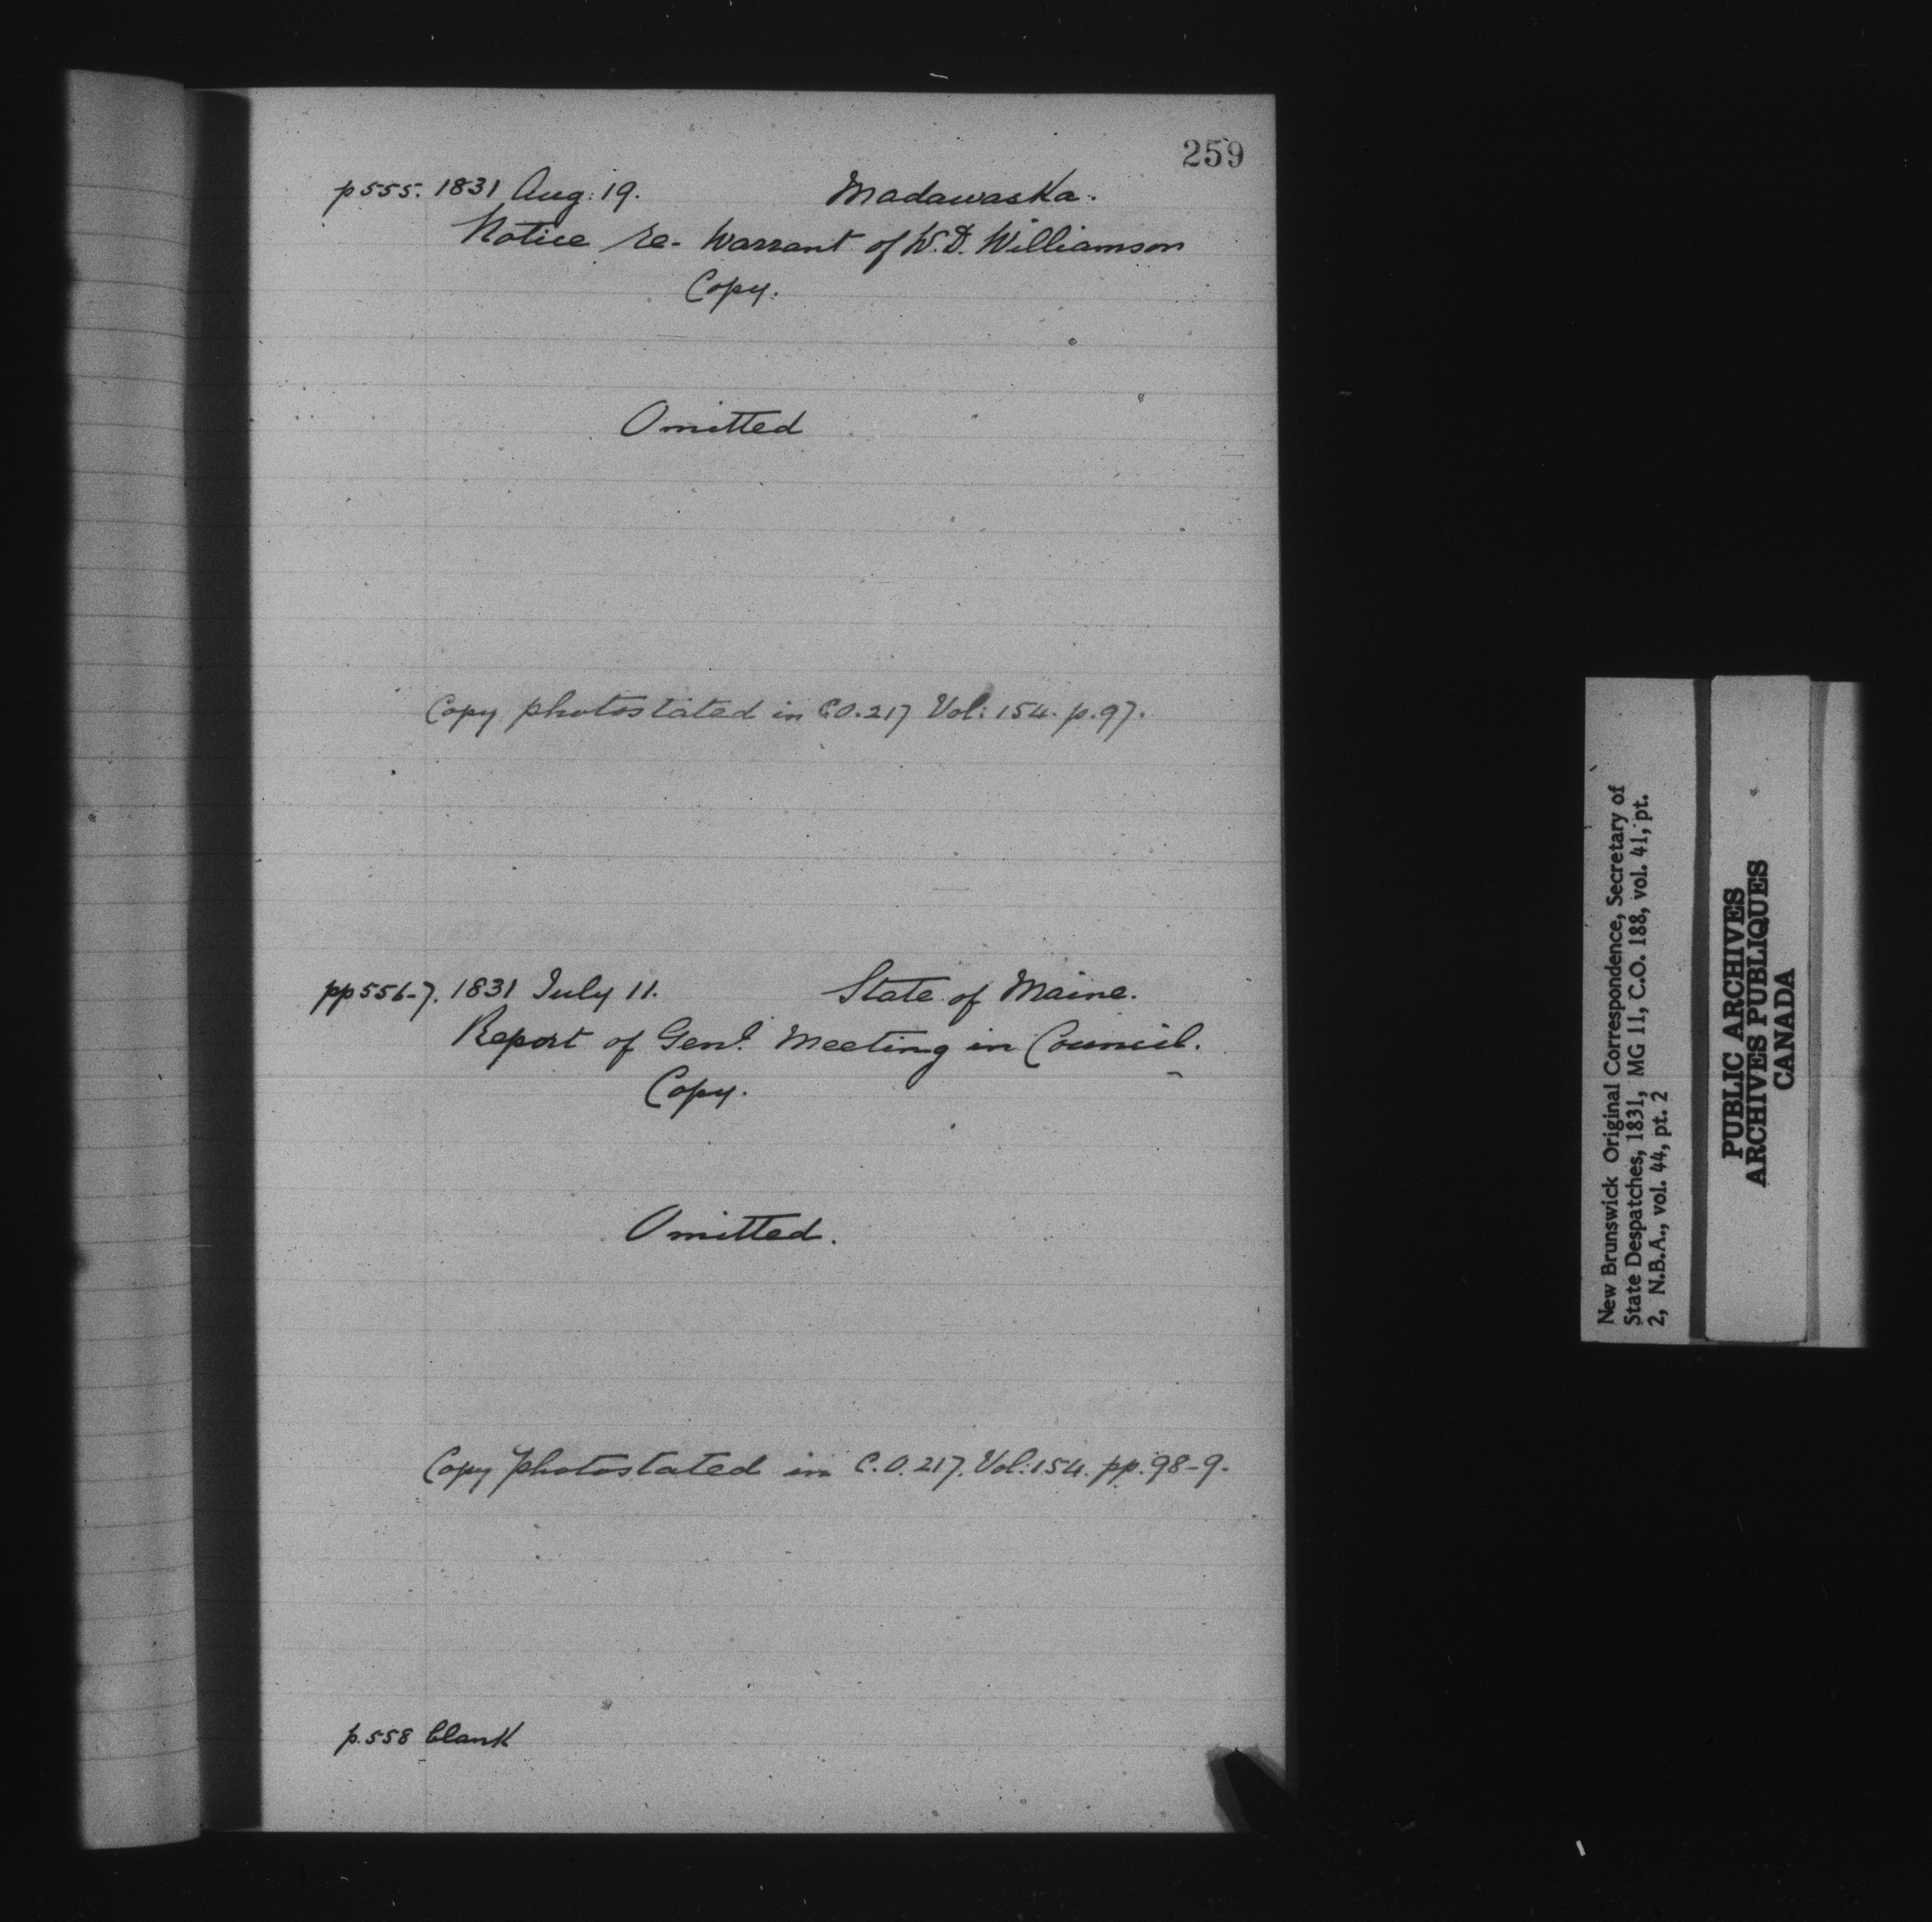 259
p555. 1831 Aug: 19. Madawaska.
Notice re- Warrant of W.D. Williamson
Copy.
Omitted
Copy photostated in C.O.217 Vol: 154. p.97.
pp556-7. 1831 July 11. State of Maine.
Report of Genl. Meeting in Council.
Copy.
Omitted.
Copy photostated in C.O.217. Vol:154. pp.98-9.
p.558 blank
New Brunswick Original Correspondence, Secretary of
State Despatches, 1831, MG 11, C.O. 188, vol. 41, pt.
2, N.B.A., vol. 44, pt. 2
PUBLIC ARCHIVES
ARCHIVES PUBLIQUES
CANADA